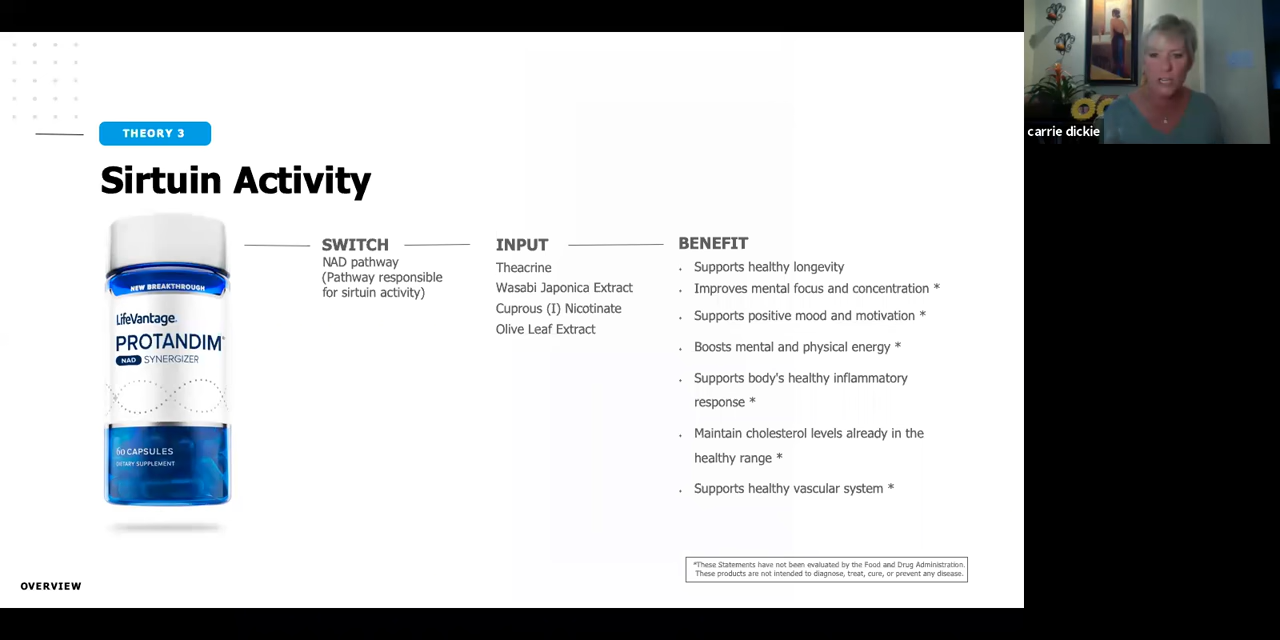 carrie dickie
THEORY 3
Sirtuin Activity
NEW BREAKTHROUGH
LifeVantage
PROTANDIM®
NAD SYNERGIZER
60 CAPSULES
DIETARY SUPPLEMENT
SWITCH
NAD pathway
(Pathway responsible
for sirtuin activity)
INPUT
Theacrine
Wasabi Japonica Extract
Cuprous (I) Nicotinate
Olive Leaf Extract
BENEFIT
. Supports healthy longevity
. Improves mental focus and concentration *
. Supports positive mood and motivation *
. Boosts mental and physical energy *
. Supports body's healthy inflammatory
response *
. Maintain cholesterol levels already in the
healthy range *
. Supports healthy vascular system *
*These Statements have not been evaluated by the Food and Drug Administration.
These products are not intended to diagnose, treat, cure, or prevent any disease.
OVERVIEW